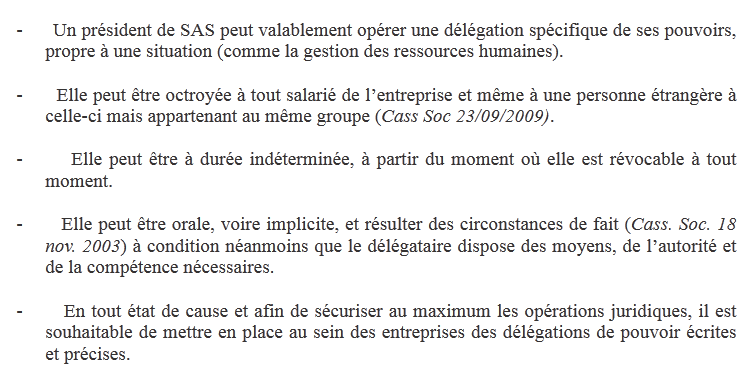 - Un président de SAS peut valablement opérer une délégation spécifique de ses pouvoirs,
propre à une situation (comme la gestion des ressources humaines).
- Elle peut être octroyée à tout salarié de l’entreprise et même à une personne étrangère à
celle-ci mais appartenant au même groupe (Cass Soc 23/09/2009).
- Elle peut être à durée indéterminée, à partir du moment où elle est révocable à tout
moment.
- Elle peut être orale, voire implicite, et résulter des circonstances de fait (Cass. Soc. 18
nov. 2003) à condition néanmoins que le délégataire dispose des moyens, de l’autorité et
de la compétence nécessaires.
- En tout état de cause et afin de sécuriser au maximum les opérations juridiques, il est
souhaitable de mettre en place au sein des entreprises des délégations de pouvoir écrites
et précises.